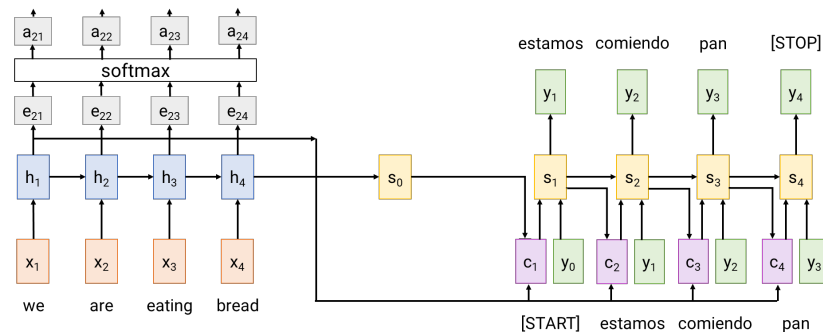 a21 a22 a23 a24
softmax
e21 e22 e23 e24
estamos comiendo pan [STOP]
y1 y2 y3 y4
h1 h2 h3 h4 s0 s1 s2 s3 s4
x1 x2 x3 x4 c1 y0 c2 y1 c3 y2 c4 y3
we are eating bread
[START] estamos comiendo pan